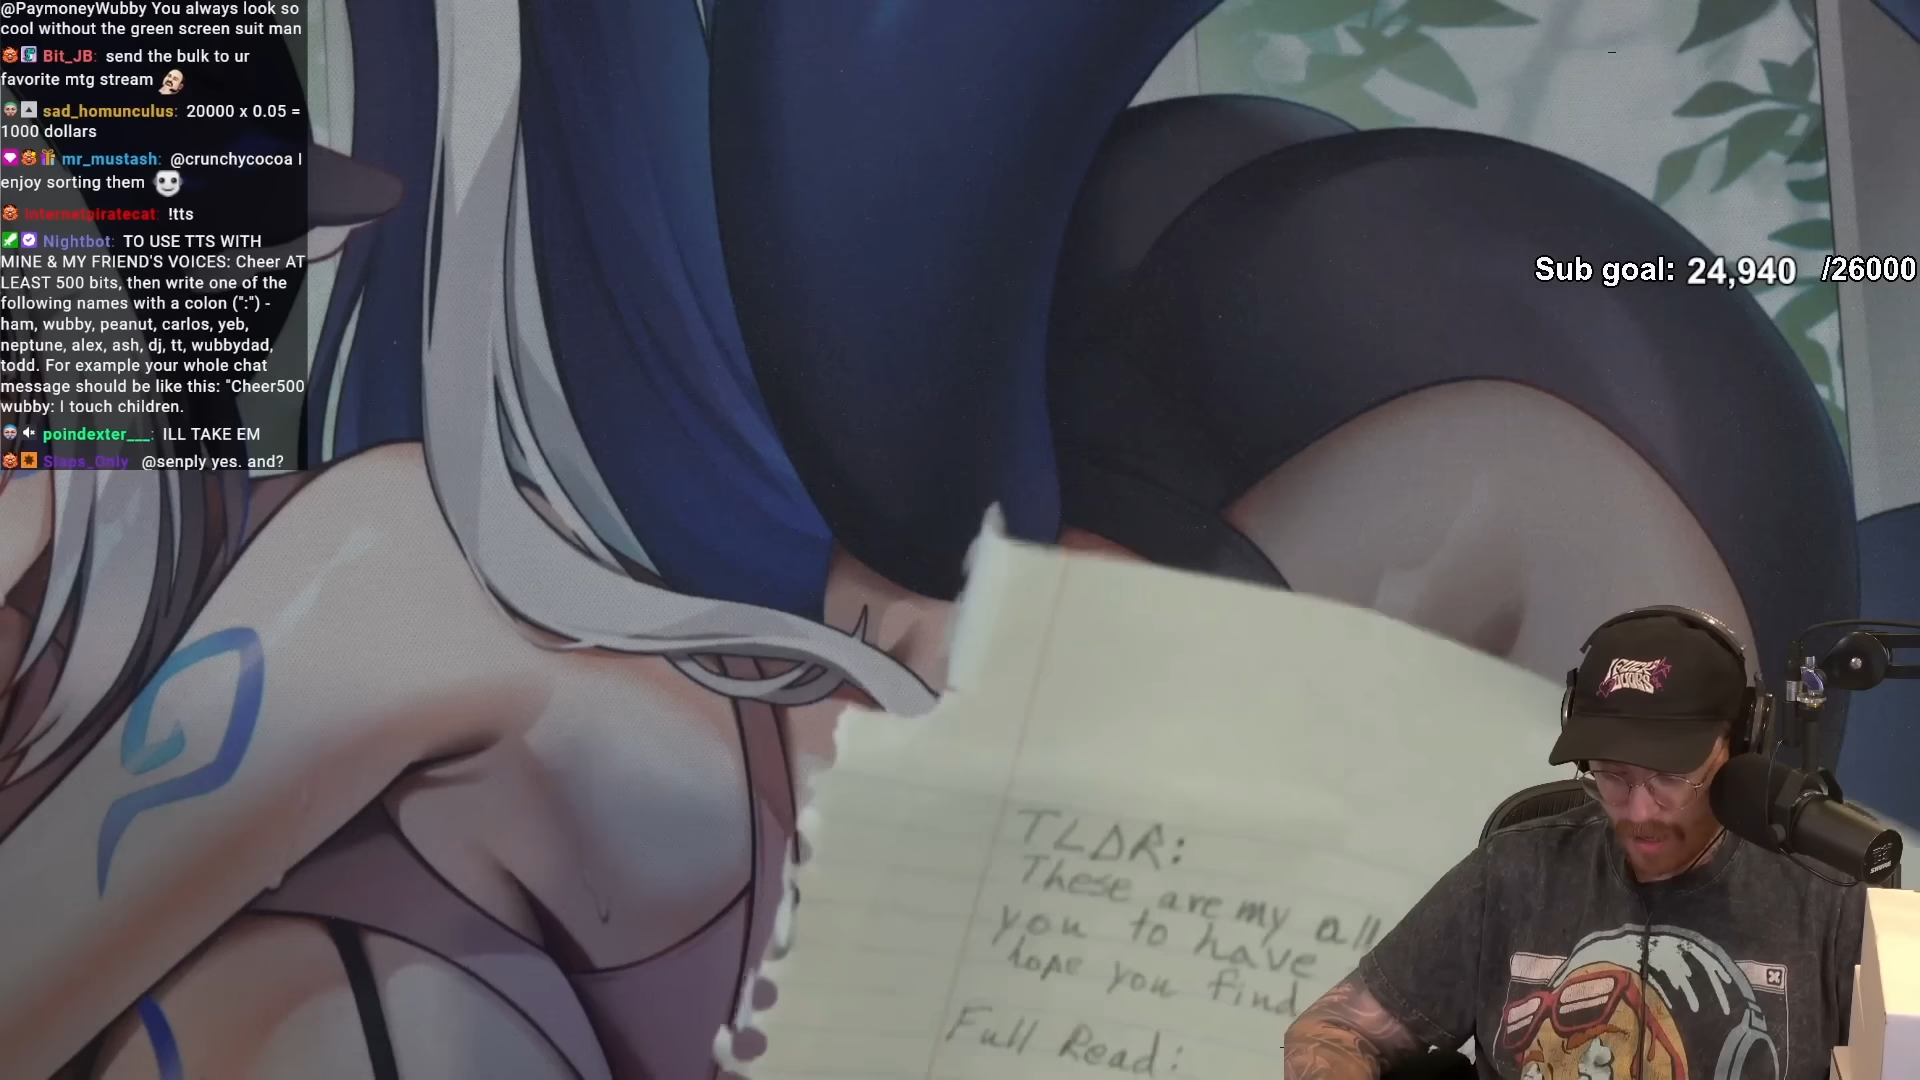 @PaymoneyWubby You always look so
cool without the green screen suit man
Bit_JB: send the bulk to ur
favorite mtg stream
sad_homunculus: 20000 x 0.05 =
1000 dollars
mr_mustash: @crunchycocoa I
enjoy sorting them
internetpiratecat: !tts
Nightbot: TO USE TTS WITH
MINE & MY FRIEND'S VOICES: Cheer AT
LEAST 500 bits, then write one of the
following names with a colon (":") -
ham, wubby, peanut, carlos, yeb,
neptune, alex, ash, dj, tt, wubbydad,
todd. For example your whole chat
message should be like this: "Cheer500
wubby: I touch children.
poindexter___: ILL TAKE EM
Slaps_Only @senply yes. and?
Sub goal: 24,940 /26000
TLDR:
These are my all
you to have
hope you find
Full Read:
I FUCK
DUDES